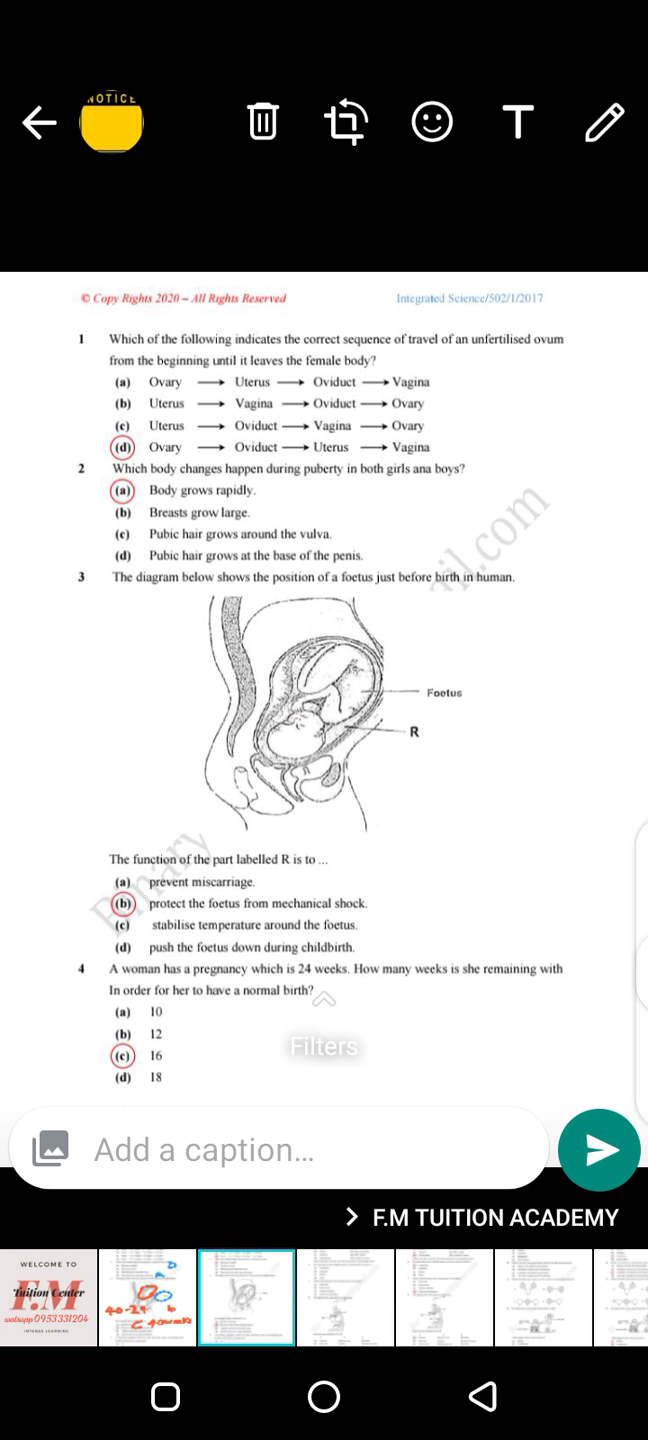 NOTICE
© Copy Rights 2020 – All Rights Reserved Integrated Science/502/1/2017
1 Which of the following indicates the correct sequence of travel of an unfertilised ovum
from the beginning until it leaves the female body?
(a) Ovary → Uterus → Oviduct → Vagina
(b) Uterus → Vagina → Oviduct → Ovary
(c) Uterus → Oviduct → Vagina → Ovary
(d) Ovary → Oviduct → Uterus → Vagina
2 Which body changes happen during puberty in both girls ana boys?
(a) Body grows rapidly.
(b) Breasts grow large.
(c) Pubic hair grows around the vulva.
(d) Pubic hair grows at the base of the penis.
3 The diagram below shows the position of a foetus just before birth in human.
Foetus
R
The function of the part labelled R is to ...
(a) prevent miscarriage.
(b) protect the foetus from mechanical shock.
(c) stabilise temperature around the foetus.
(d) push the foetus down during childbirth.
4 A woman has a pregnancy which is 24 weeks. How many weeks is she remaining with
In order for her to have a normal birth?
(a) 10
(b) 12
(c) 16
(d) 18
Binary
il.com
Filters
Add a caption...
> F.M TUITION ACADEMY
WELCOME TO
F.M
Tuition Center
watsapp 0953331204
INTENSE LEARNING
40-24